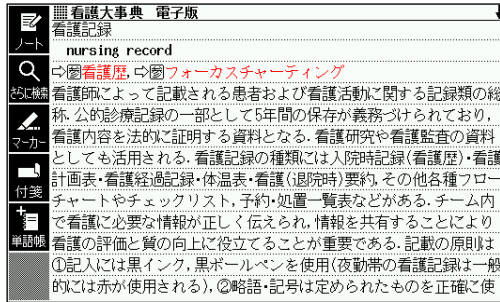 看護大事典 電子版
看護記録
nursing record
⇨図看護歴, ⇨図フォーカスチャーティング
看護師によって記載される患者および看護活動に関する記録類の総
称. 公的診療記録の一部として5年間の保存が義務づけられており,
看護内容を法的に証明する資料となる. 看護研究や看護監査の資料
としても活用される. 看護記録の種類には入院時記録(看護歴)・看護
計画表・看護経過記録・体温表・看護(退院時)要約, その他各種フロー
チャートやチェックリスト, 予約・処置一覧表などがある. チーム内
で看護に必要な情報が正しく伝えられ, 情報を共有することにより
看護の評価と質の向上に役立てることが重要である. 記載の原則は
①記入には黒インク, 黒ボールペンを使用(夜勤帯の看護記録は一般
的には赤が使用される), ②略語・記号は定められたものを正確に使
ノート
さらに検索
マーカー
付箋
単語帳